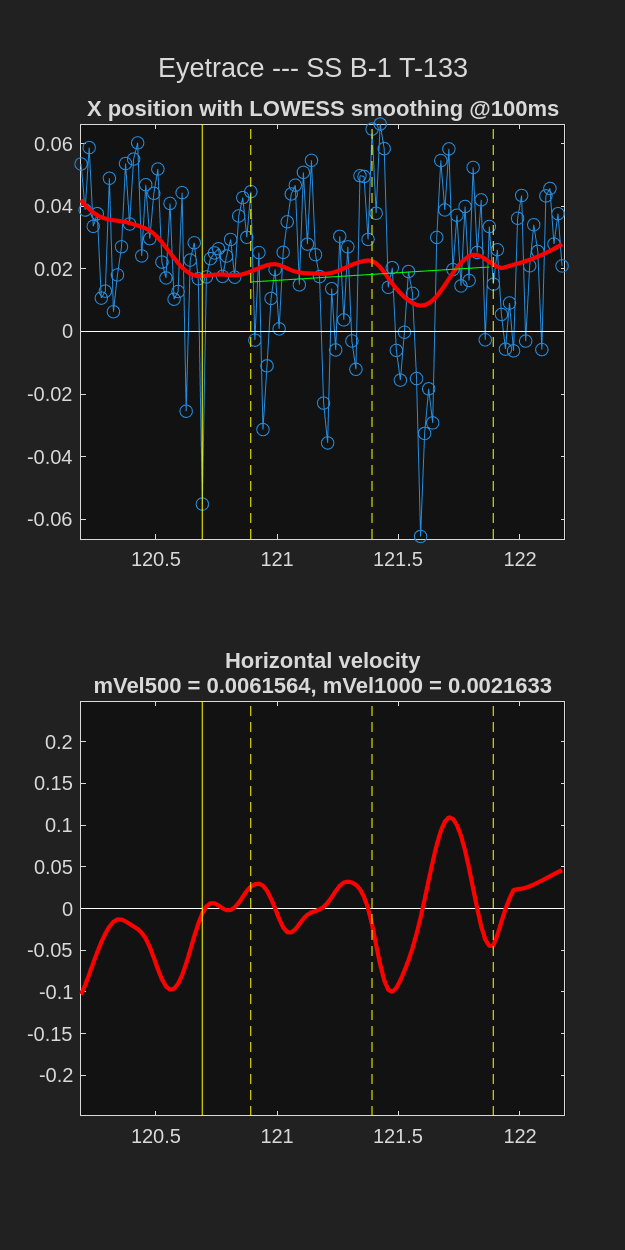 Eyetrace --- SS B-1 T-133
X position with LOWESS smoothing @100ms
0.06
0.04
0.02
0
-0.02
-0.04
-0.06
120.5 121 121.5 122
Horizontal velocity
mVel500 = 0.0061564, mVel1000 = 0.0021633
0.2
0.15
0.1
0.05
0
-0.05
-0.1
-0.15
-0.2
120.5 121 121.5 122